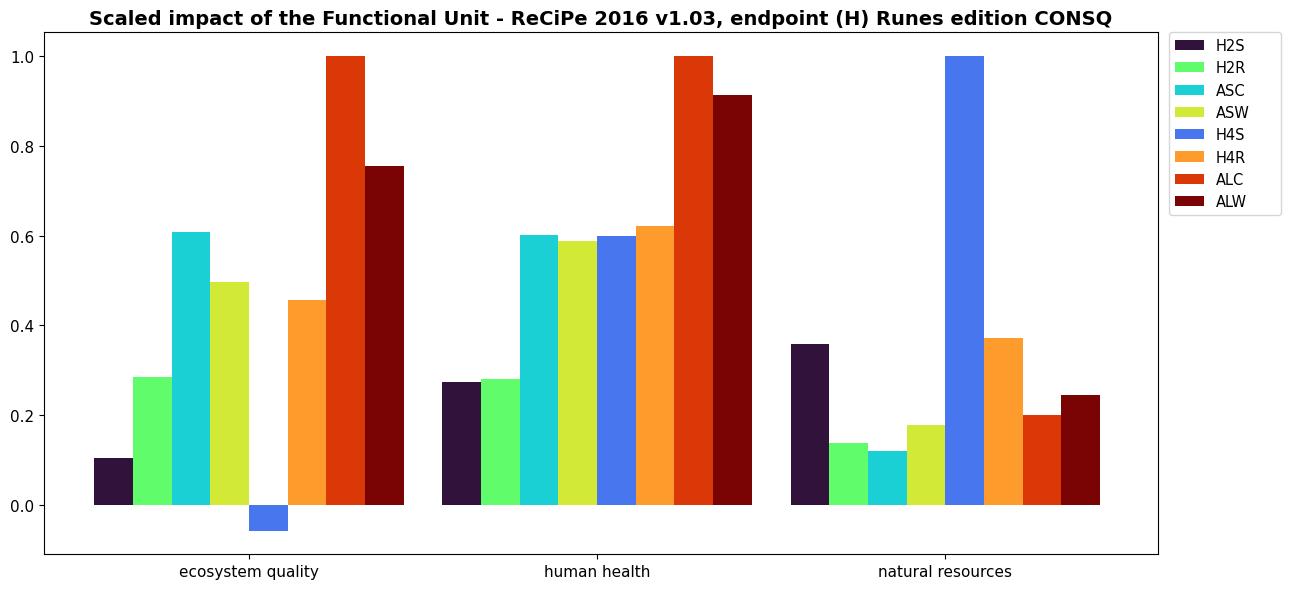 Scaled impact of the Functional Unit - ReCiPe 2016 v1.03, endpoint (H) Runes edition CONSQ
1.0
0.8
0.6
0.4
0.2
0.0
ecosystem quality
human health
natural resources
H2S
H2R
ASC
ASW
H4S
H4R
ALC
ALW